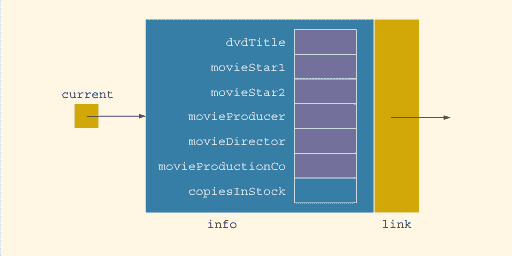 dvdTitle
movieStar1
current
movieStar2
movieProducer
movieDirector
movieProductionCo
copiesInStock
info link